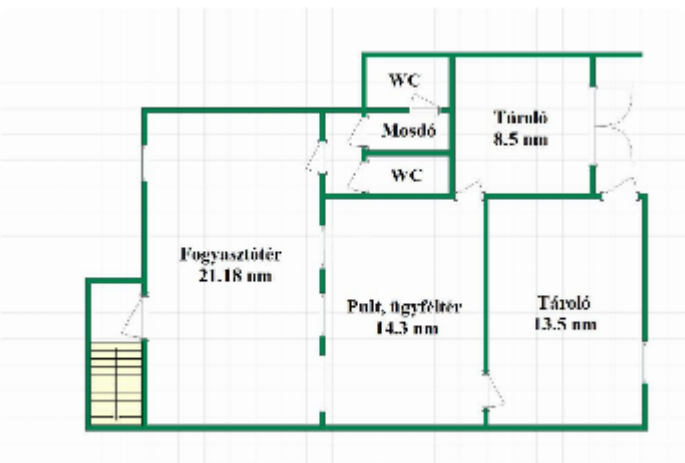 WC
Mosdó
WC
Tároló
8.5 nm
Fogyasztótér
21.18 nm
Pult, ügyféltér
14.3 nm
Tároló
13.5 nm